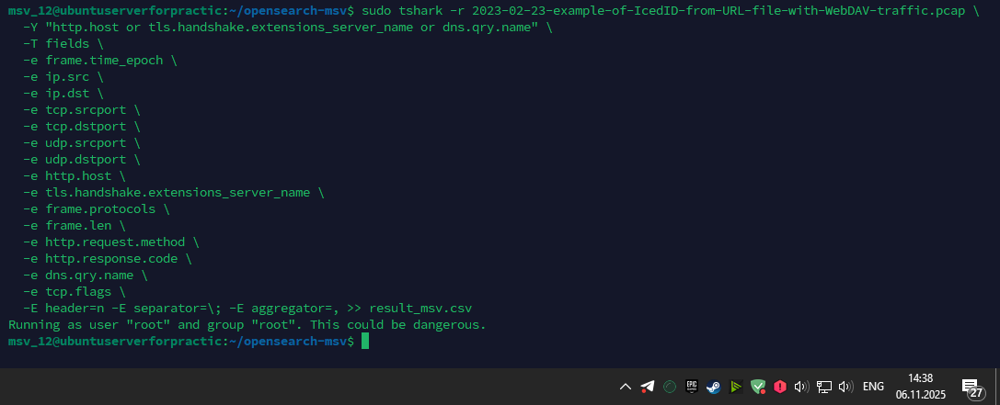 msv_12@ubuntuserverforpractic:~/opensearch-msv$ sudo tshark -r 2023-02-23-example-of-IcedID-from-URL-file-with-WebDAV-traffic.pcap \
  -Y "http.host or tls.handshake.extensions_server_name or dns.qry.name" \
  -T fields \
  -e frame.time_epoch \
  -e ip.src \
  -e ip.dst \
  -e tcp.srcport \
  -e tcp.dstport \
  -e udp.srcport \
  -e udp.dstport \
  -e http.host \
  -e tls.handshake.extensions_server_name \
  -e frame.protocols \
  -e frame.len \
  -e http.request.method \
  -e http.response.code \
  -e dns.qry.name \
  -e tcp.flags \
  -E header=n -E separator=\; -E aggregator=, >> result_msv.csv
Running as user "root" and group "root". This could be dangerous.
msv_12@ubuntuserverforpractic:~/opensearch-msv$
EPIC
ENG
14:38
06.11.2025
27